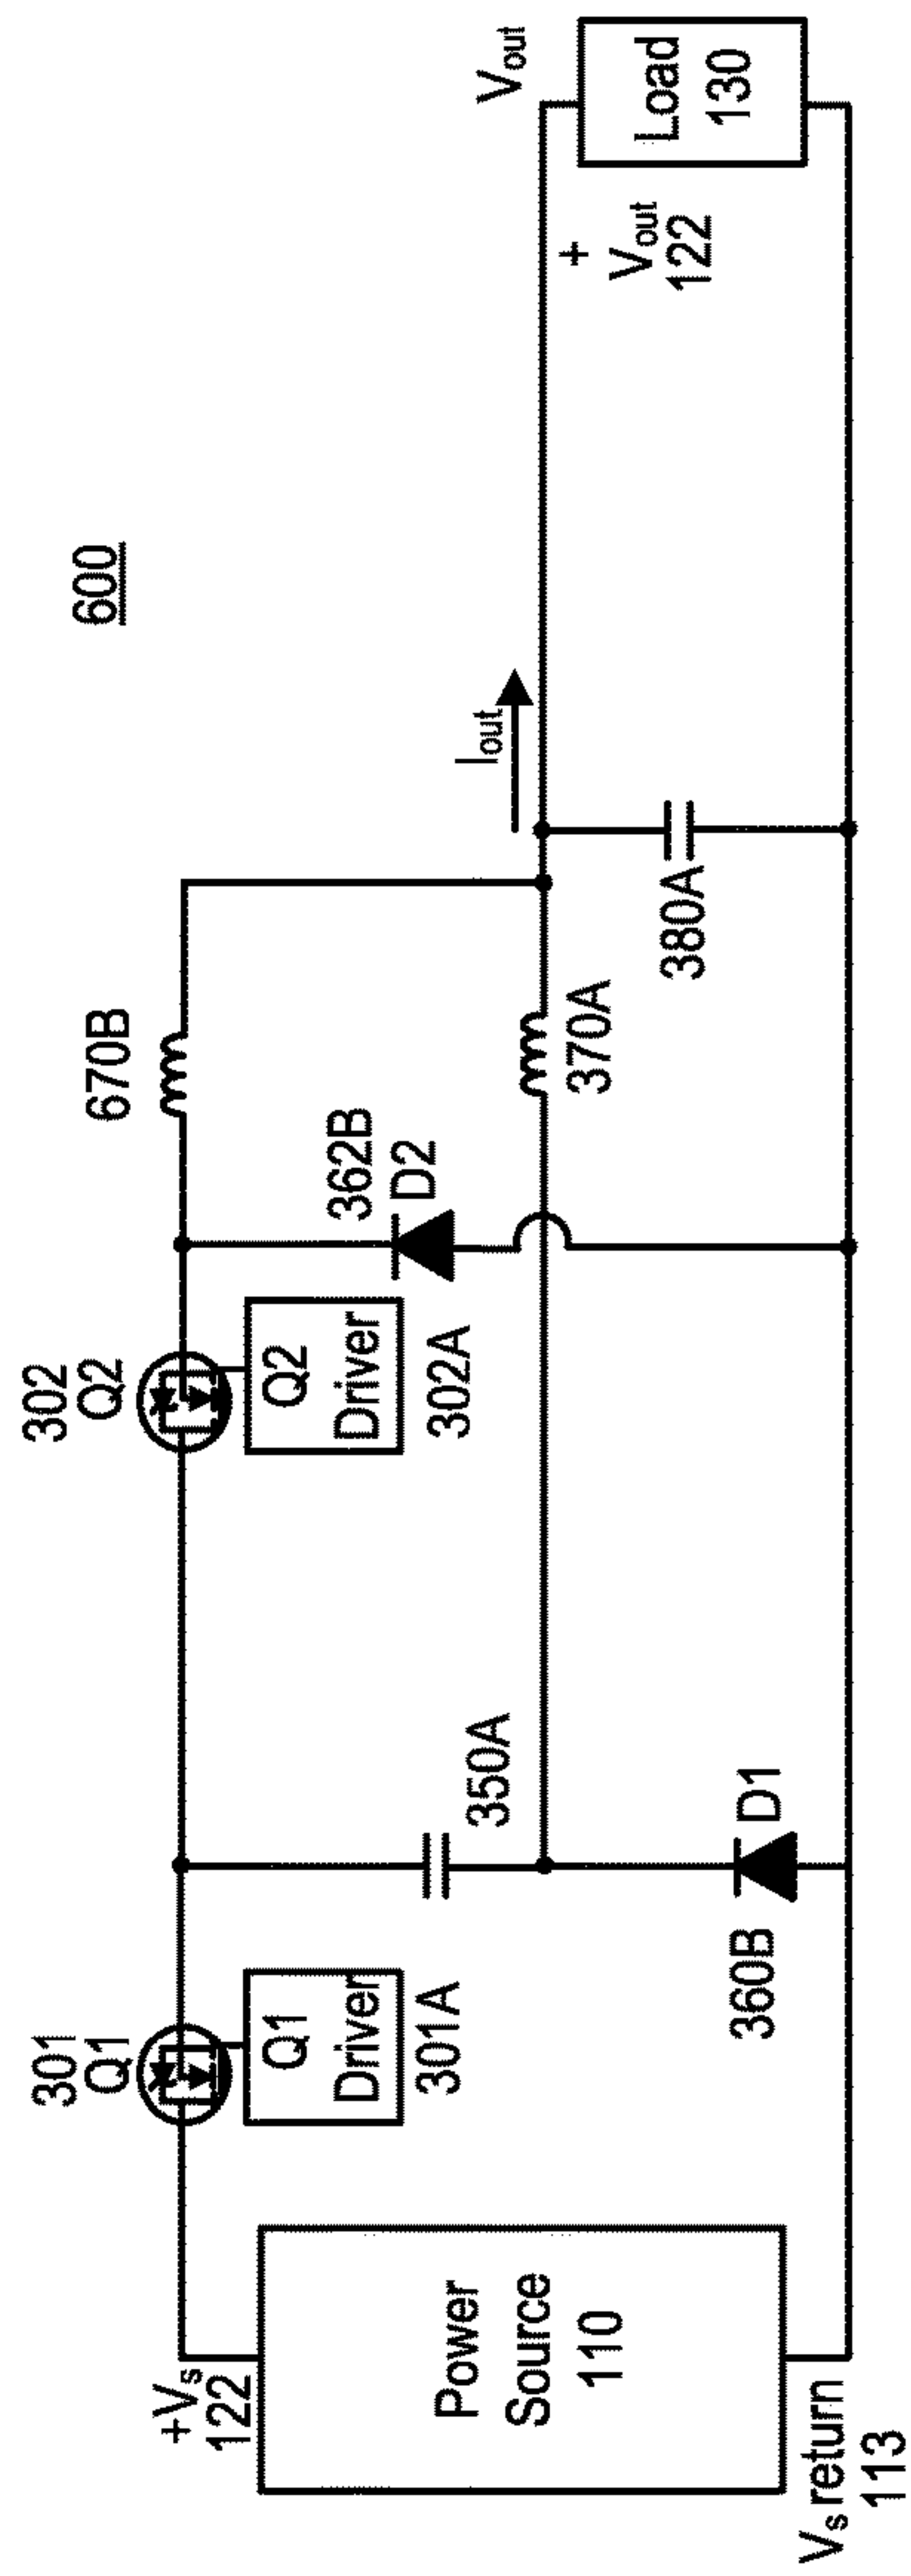 600
+Vs
122
Power
Source
110
Vs return
113
301
Q1
Q1
Driver
301A
350A
360B
D1
302
Q2
Q2
Driver
302A
362B
D2
670B
370A
380A
Iout
Vout
+
Vout
122
Load
130